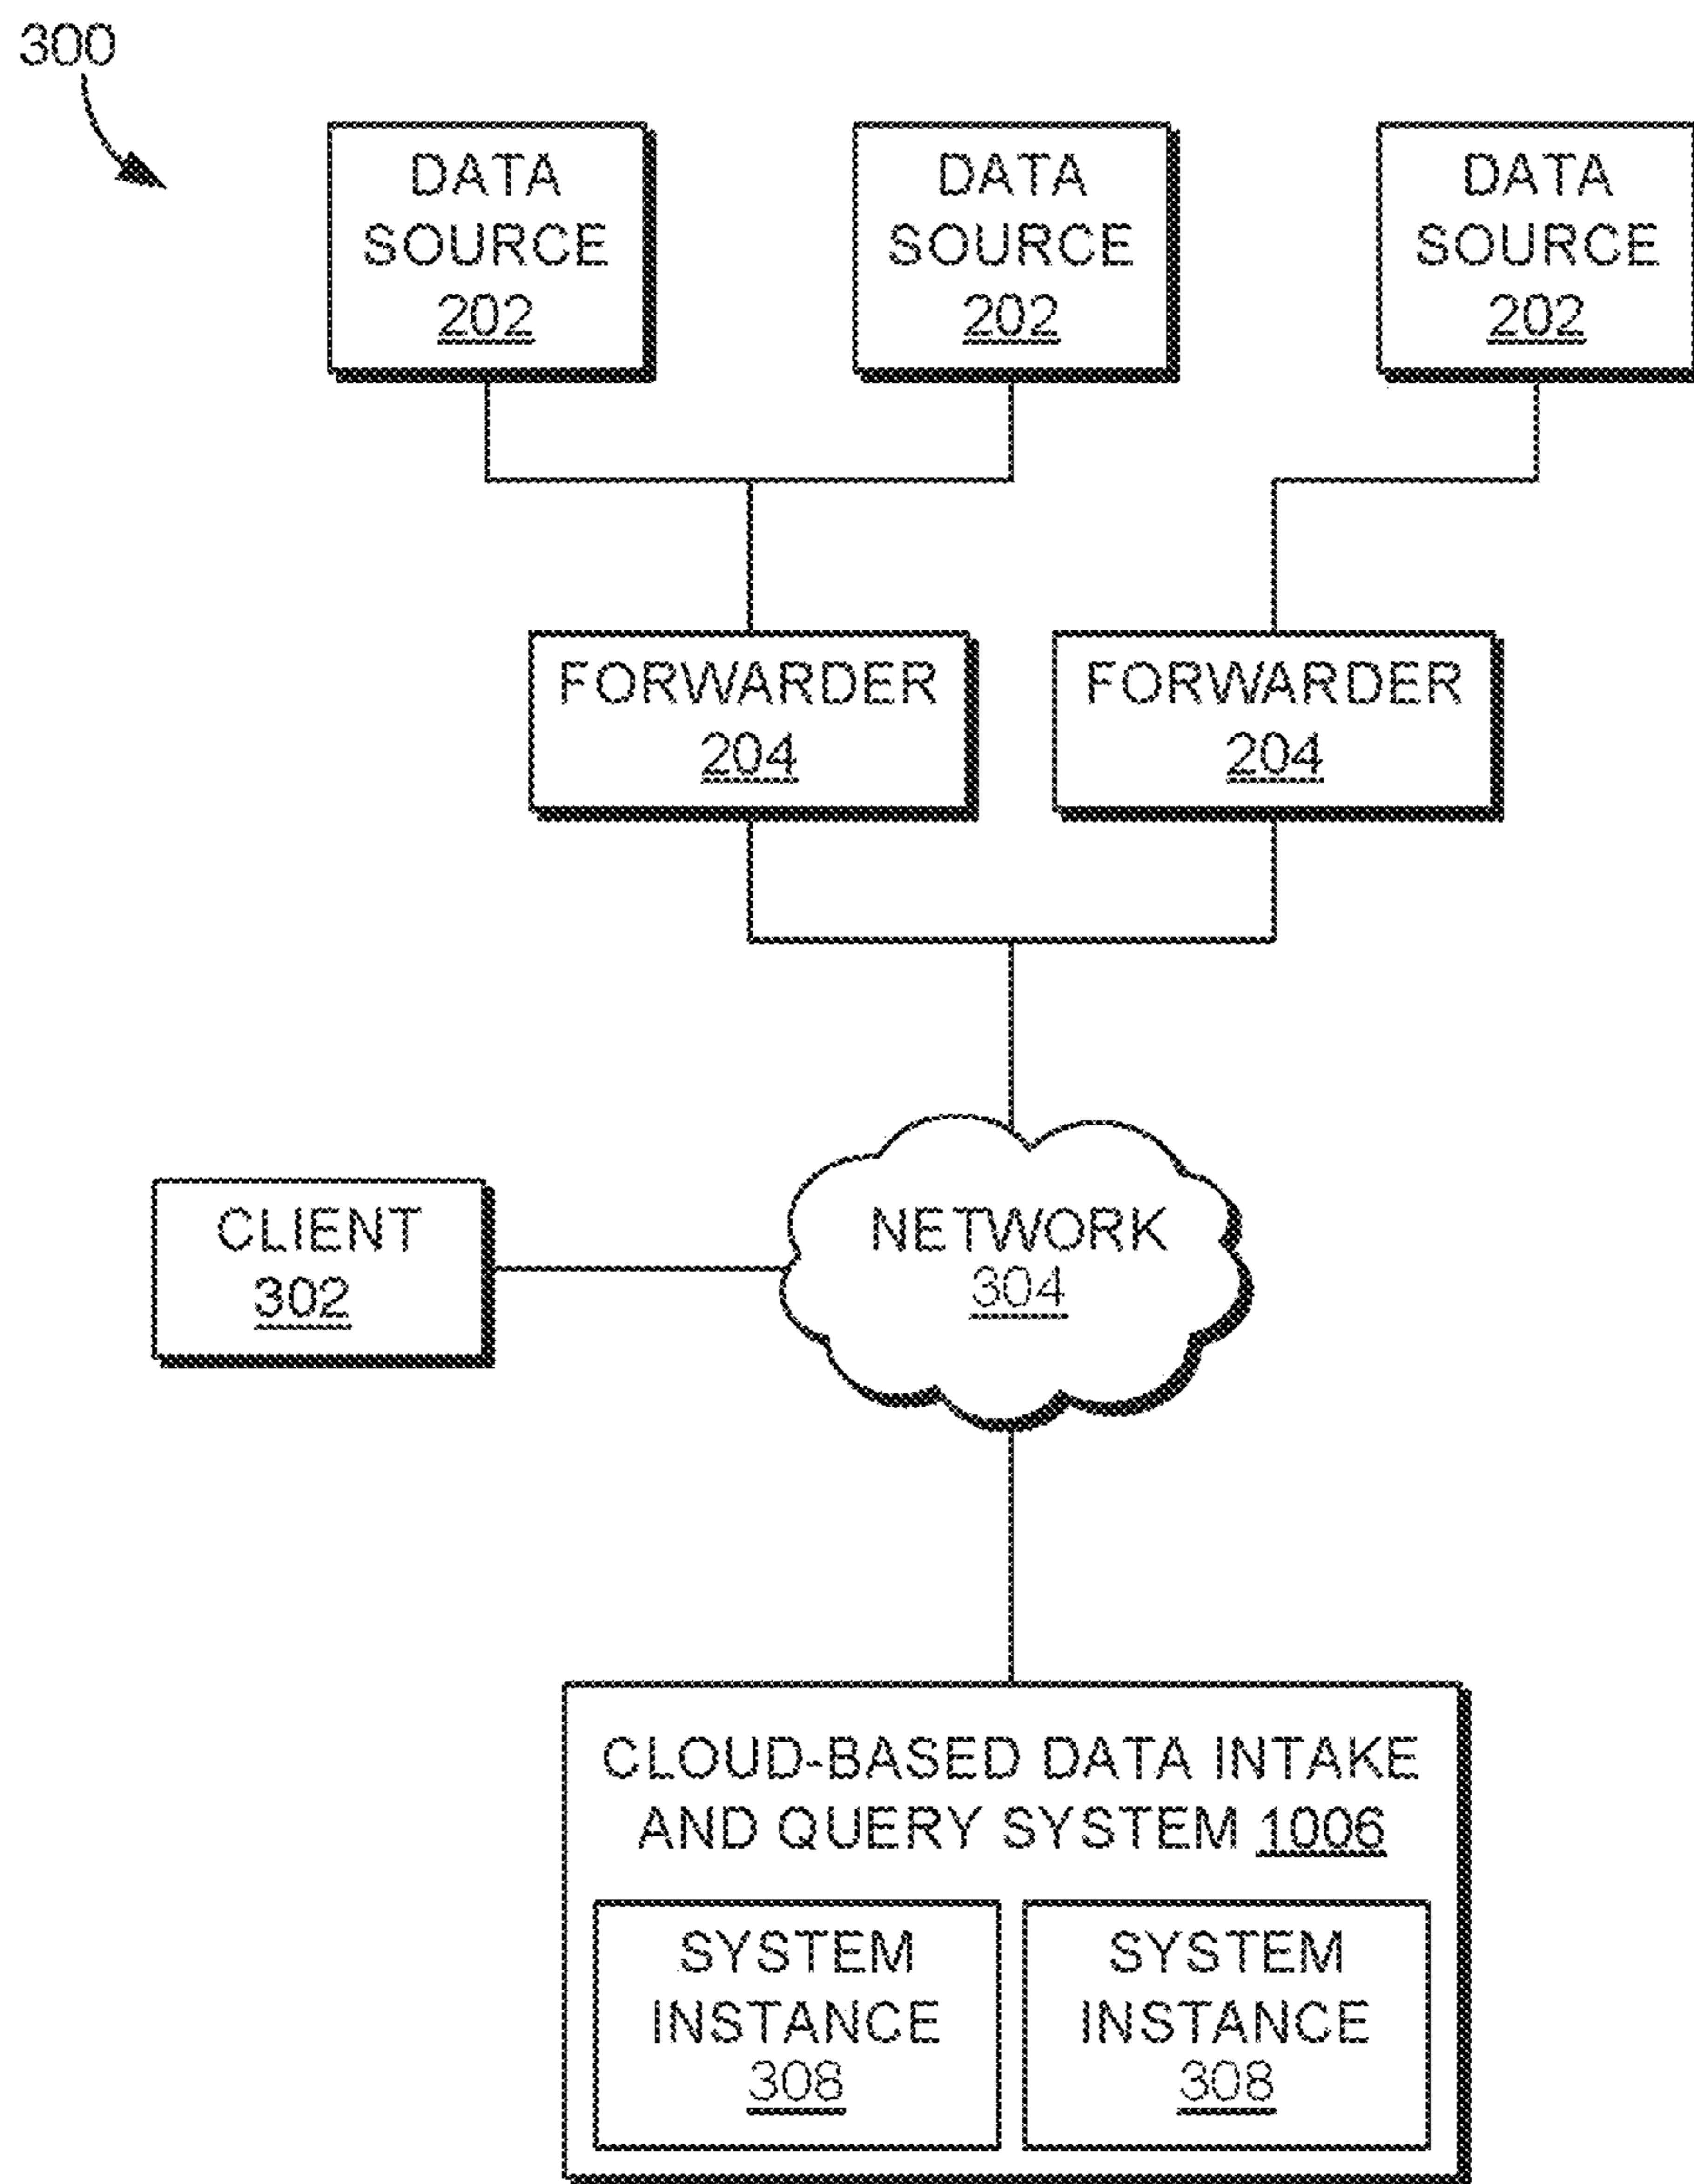 300
DATA
SOURCE
202
DATA
SOURCE
202
DATA
SOURCE
202
FORWARDER
204
FORWARDER
204
CLIENT
302
NETWORK
304
CLOUD-BASED DATA INTAKE
AND QUERY SYSTEM 1006
SYSTEM
INSTANCE
308
SYSTEM
INSTANCE
308